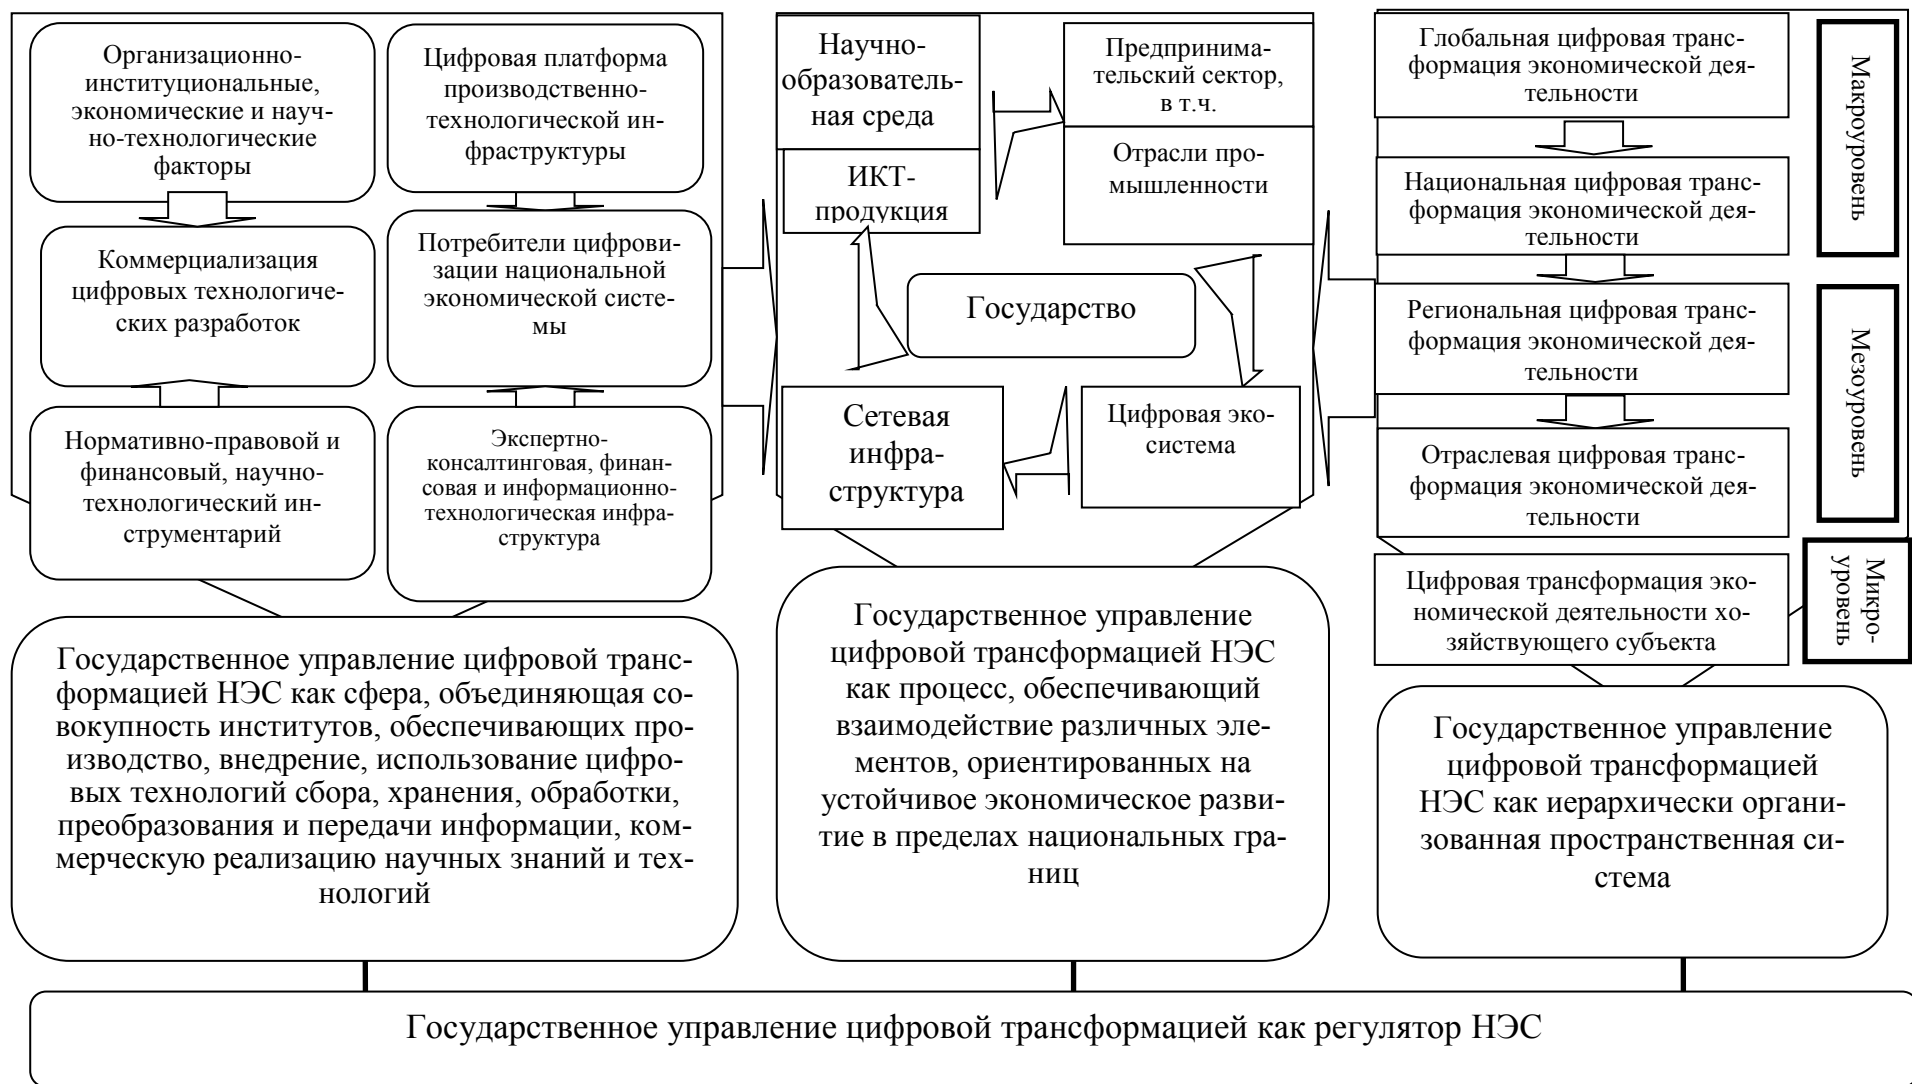 Организационно-
институциональные,
экономические и науч-
но-технологические
факторы
Коммерциализация
цифровых технологиче-
ских разработок
Нормативно-правовой и
финансовый, научно-
технологический ин-
струментарий
Цифровая платформа
производственно-
технологической ин-
фраструктуры
Потребители цифрови-
зации национальной
экономической систе-
мы
Экспертно-
консалтинговая, финан-
совая и информационно-
технологическая инфра-
структура
Государственное управление цифровой транс-
формацией НЭС как сфера, объединяющая со-
вокупность институтов, обеспечивающих про-
изводство, внедрение, использование цифро-
вых технологий сбора, хранения, обработки,
преобразования и передачи информации, ком-
мерческую реализацию научных знаний и тех-
нологий
Научно-
образователь-
ная среда
ИКТ-
продукция
Предпринима-
тельский сектор,
в т.ч.
Отрасли про-
мышленности
Государство
Сетевая
инфра-
структура
Цифровая эко-
система
Государственное управление
цифровой трансформацией НЭС
как процесс, обеспечивающий
взаимодействие различных эле-
ментов, ориентированных на
устойчивое экономическое разви-
тие в пределах национальных гра-
ниц
Глобальная цифровая транс-
формация экономической дея-
тельности
Национальная цифровая транс-
формация экономической дея-
тельности
Макроуровень
Региональная цифровая транс-
формация экономической дея-
тельности
Отраслевая цифровая транс-
формация экономической дея-
тельности
Мезоуровень
Цифровая трансформация эко-
номической деятельности хо-
зяйствующего субъекта
Микро-
уровень
Государственное управление
цифровой трансформацией
НЭС как иерархически органи-
зованная пространственная си-
стема
Государственное управление цифровой трансформацией как регулятор НЭС